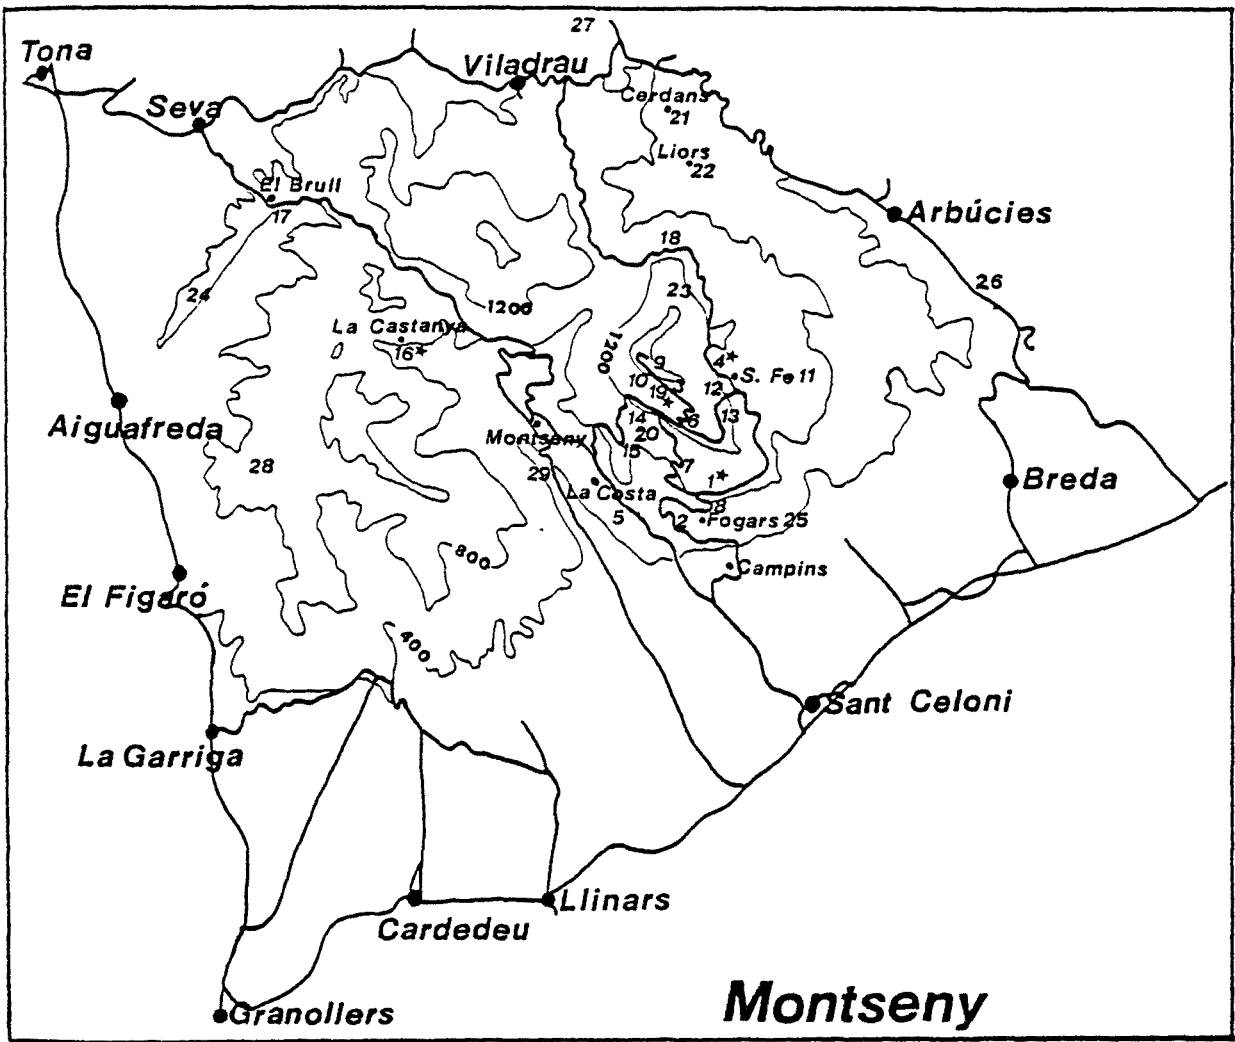 27
Tona
Viladrau
Seva
Cerdans
21
Liors
22
El Brull
17
Arbúcies
18
24
23
26
1200
La Castanya
16*
1200
9
4*
S. Fe 11
10
3
12
19
*
Aiguafreda
14
*6
13
20
Montseny
15
28
29
7
1*
Breda
La Costa
8
5
2
Fogars 25
800
Campins
El Figaró
400
Sant Celoni
La Garriga
Llinars
Cardedeu
Granollers
Montseny